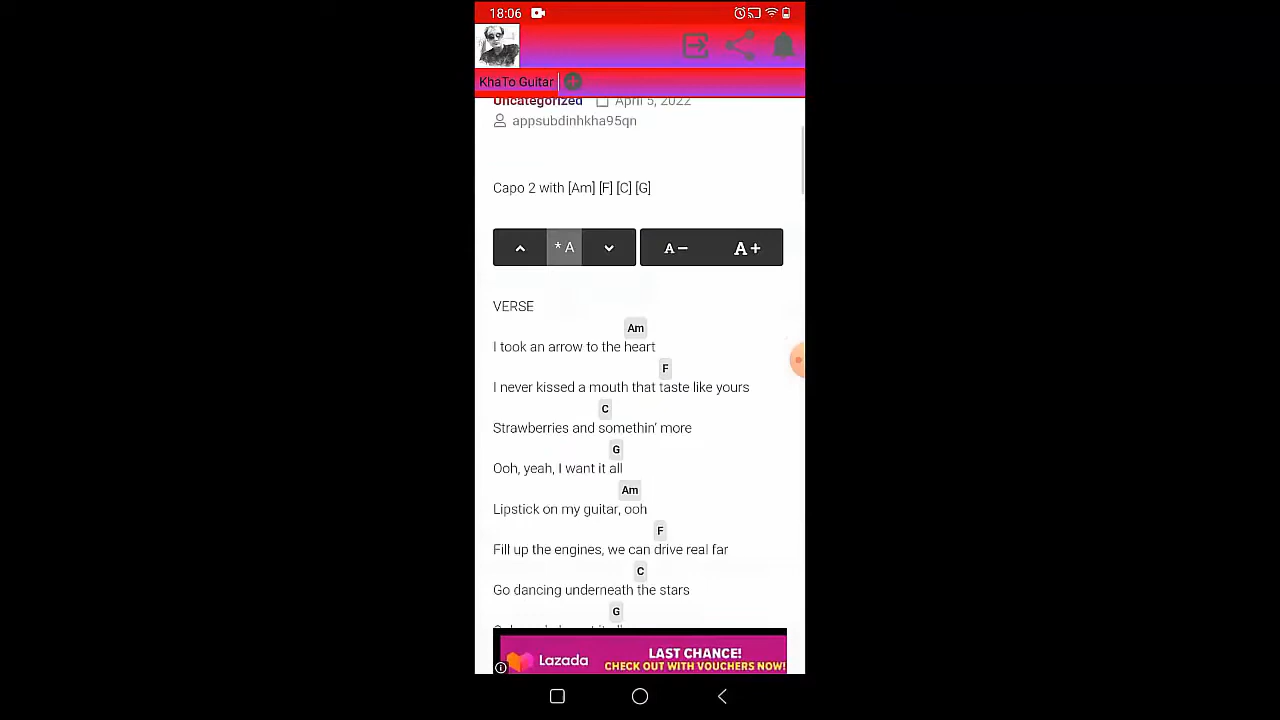 18:06
KhaTo Guitar
Uncategorized April 5, 2022
appsubdinhkha95qn
Capo 2 with [Am] [F] [C] [G]
* A A− A+
VERSE
Am
I took an arrow to the heart
F
I never kissed a mouth that taste like yours
C
Strawberries and somethin' more
G
Ooh, yeah, I want it all
Am
Lipstick on my guitar, ooh
F
Fill up the engines, we can drive real far
C
Go dancing underneath the stars
G
Lazada
LAST CHANCE!
CHECK OUT WITH VOUCHERS NOW!